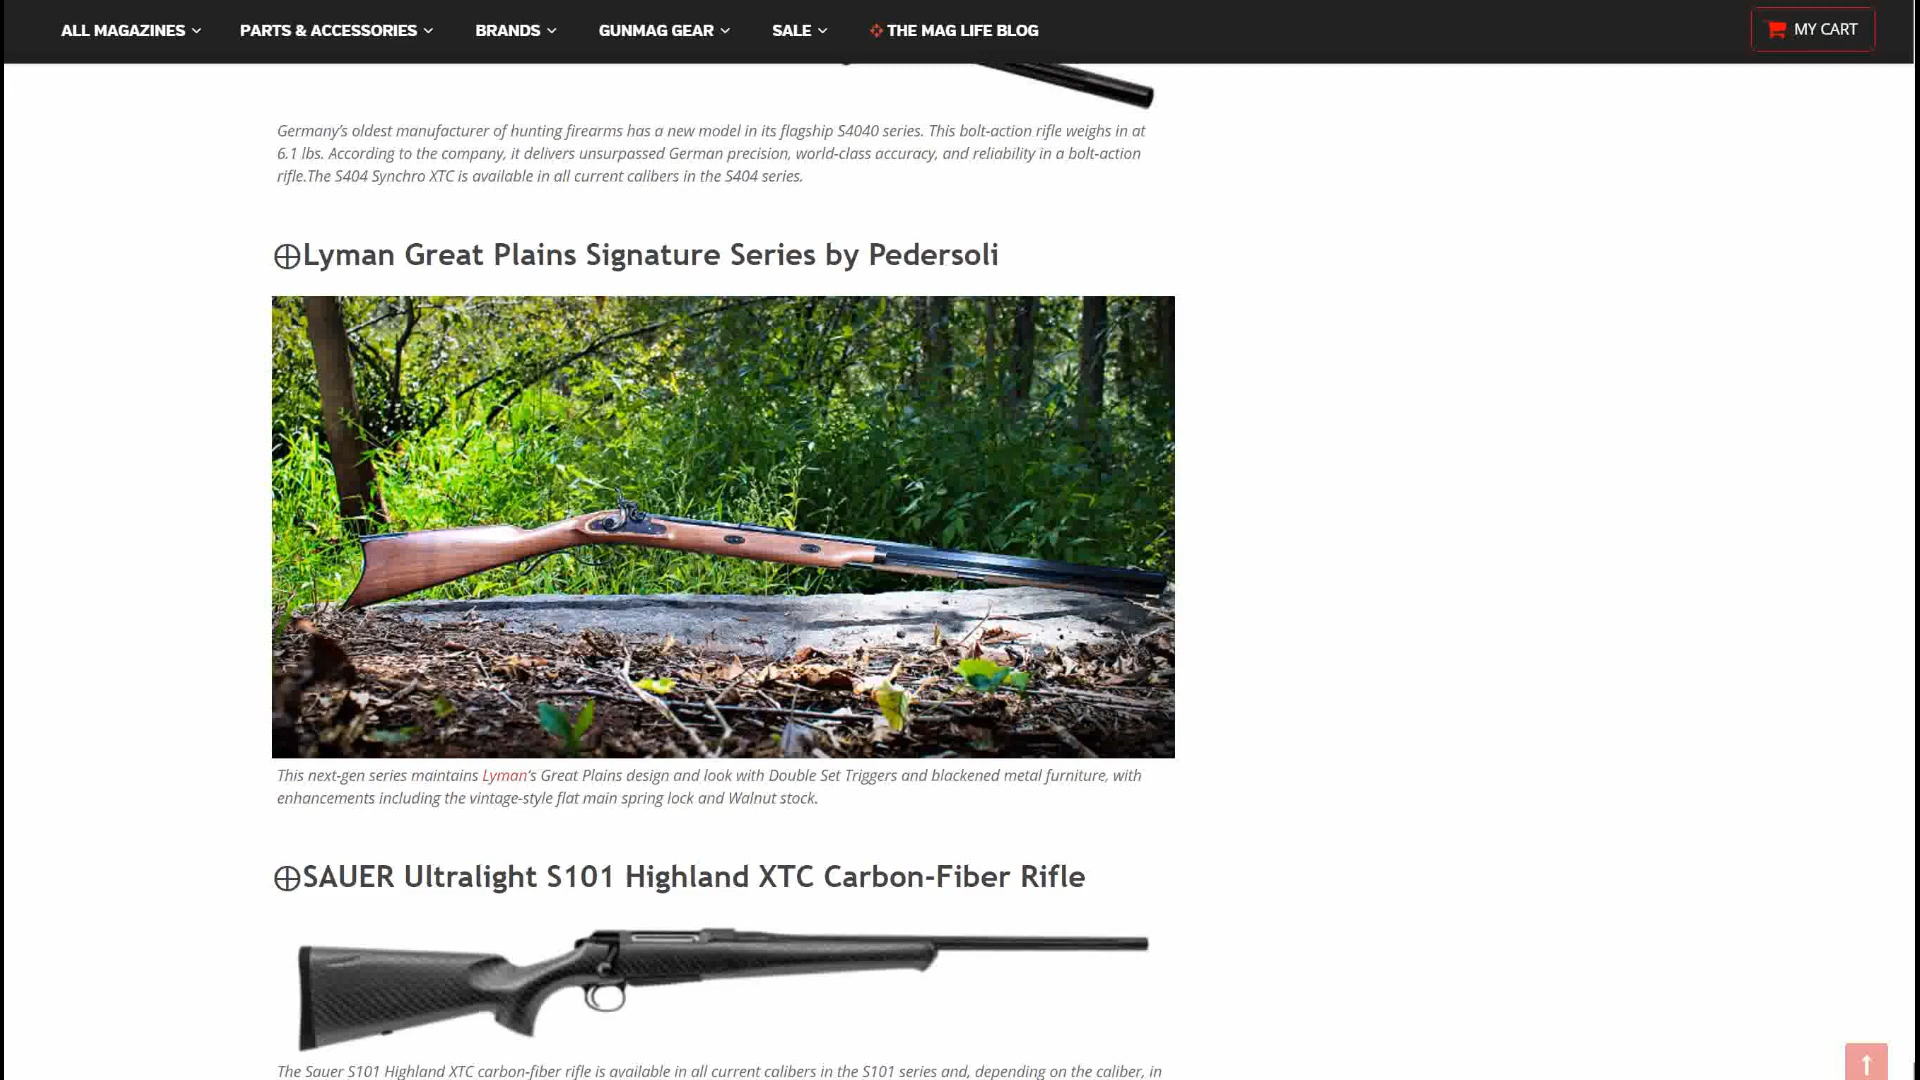 ALL MAGAZINES PARTS & ACCESSORIES BRANDS GUNMAG GEAR SALE THE MAG LIFE BLOG MY CART
Germany's oldest manufacturer of hunting firearms has a new model in its flagship S4040 series. This bolt-action rifle weighs in at
6.1 lbs. According to the company, it delivers unsurpassed German precision, world-class accuracy, and reliability in a bolt-action
rifle.The S404 Synchro XTC is available in all current calibers in the S404 series.
Lyman Great Plains Signature Series by Pedersoli
This next-gen series maintains Lyman's Great Plains design and look with Double Set Triggers and blackened metal furniture, with
enhancements including the vintage-style flat main spring lock and Walnut stock.
SAUER Ultralight S101 Highland XTC Carbon-Fiber Rifle
The Sauer S101 Highland XTC carbon-fiber rifle is available in all current calibers in the S101 series and, depending on the caliber, in